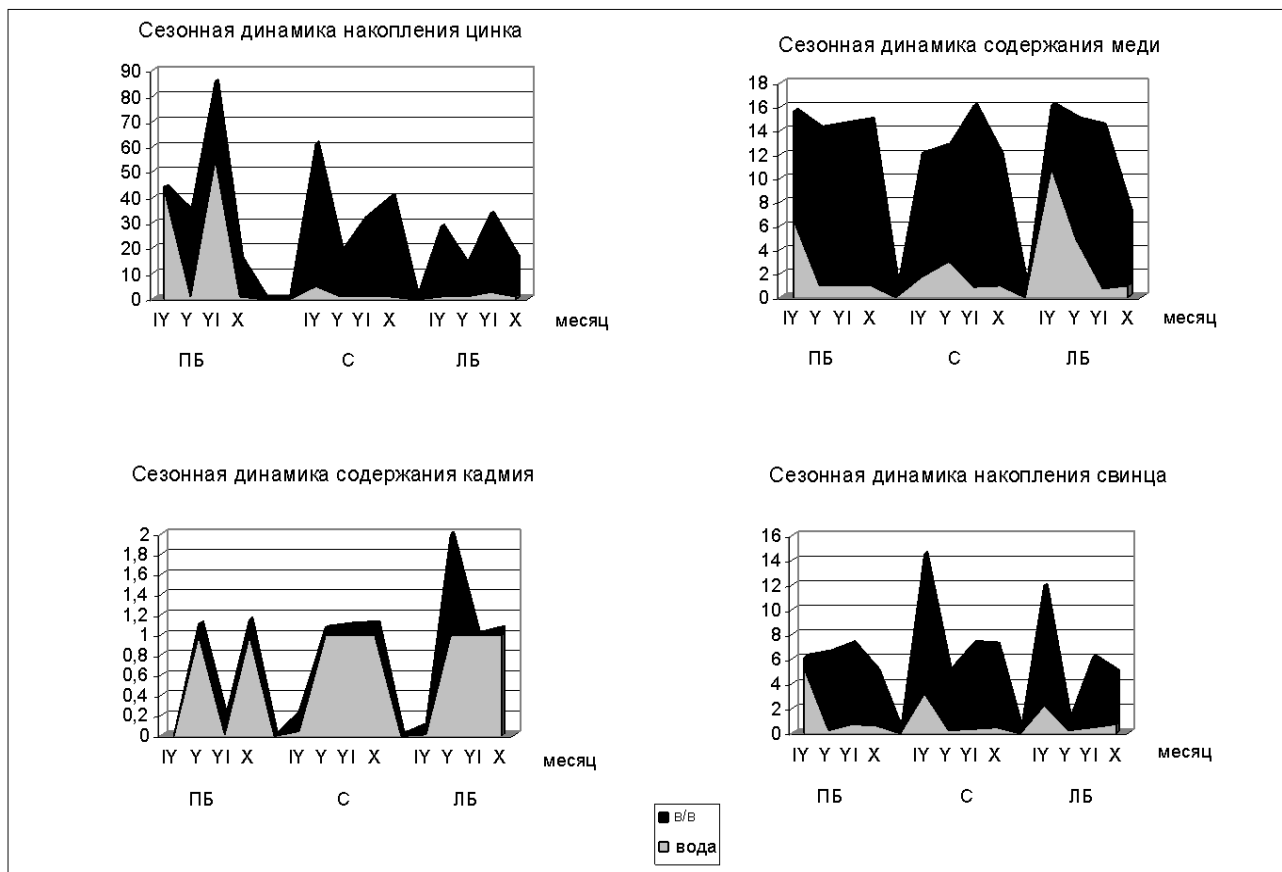 Сезонная динамика накопления цинка
90
80
70
60
50
40
30
20
10
0
IY Y YI X IY Y YI X IY Y YI X месяц
ПБ С ЛБ
Сезонная динамика содержания меди
18
16
14
12
10
8
6
4
2
0
IY Y YI X IY Y YI X IY Y YI X месяц
ПБ С ЛБ
Сезонная динамика содержания кадмия
2
1,8
1,6
1,4
1,2
1
0,8
0,6
0,4
0,2
0
IY Y YI X IY Y YI X IY Y YI X месяц
ПБ С ЛБ
Сезонная динамика накопления свинца
16
14
12
10
8
6
4
2
0
IY Y YI X IY Y YI X IY Y YI X месяц
ПБ С ЛБ
в/в
вода